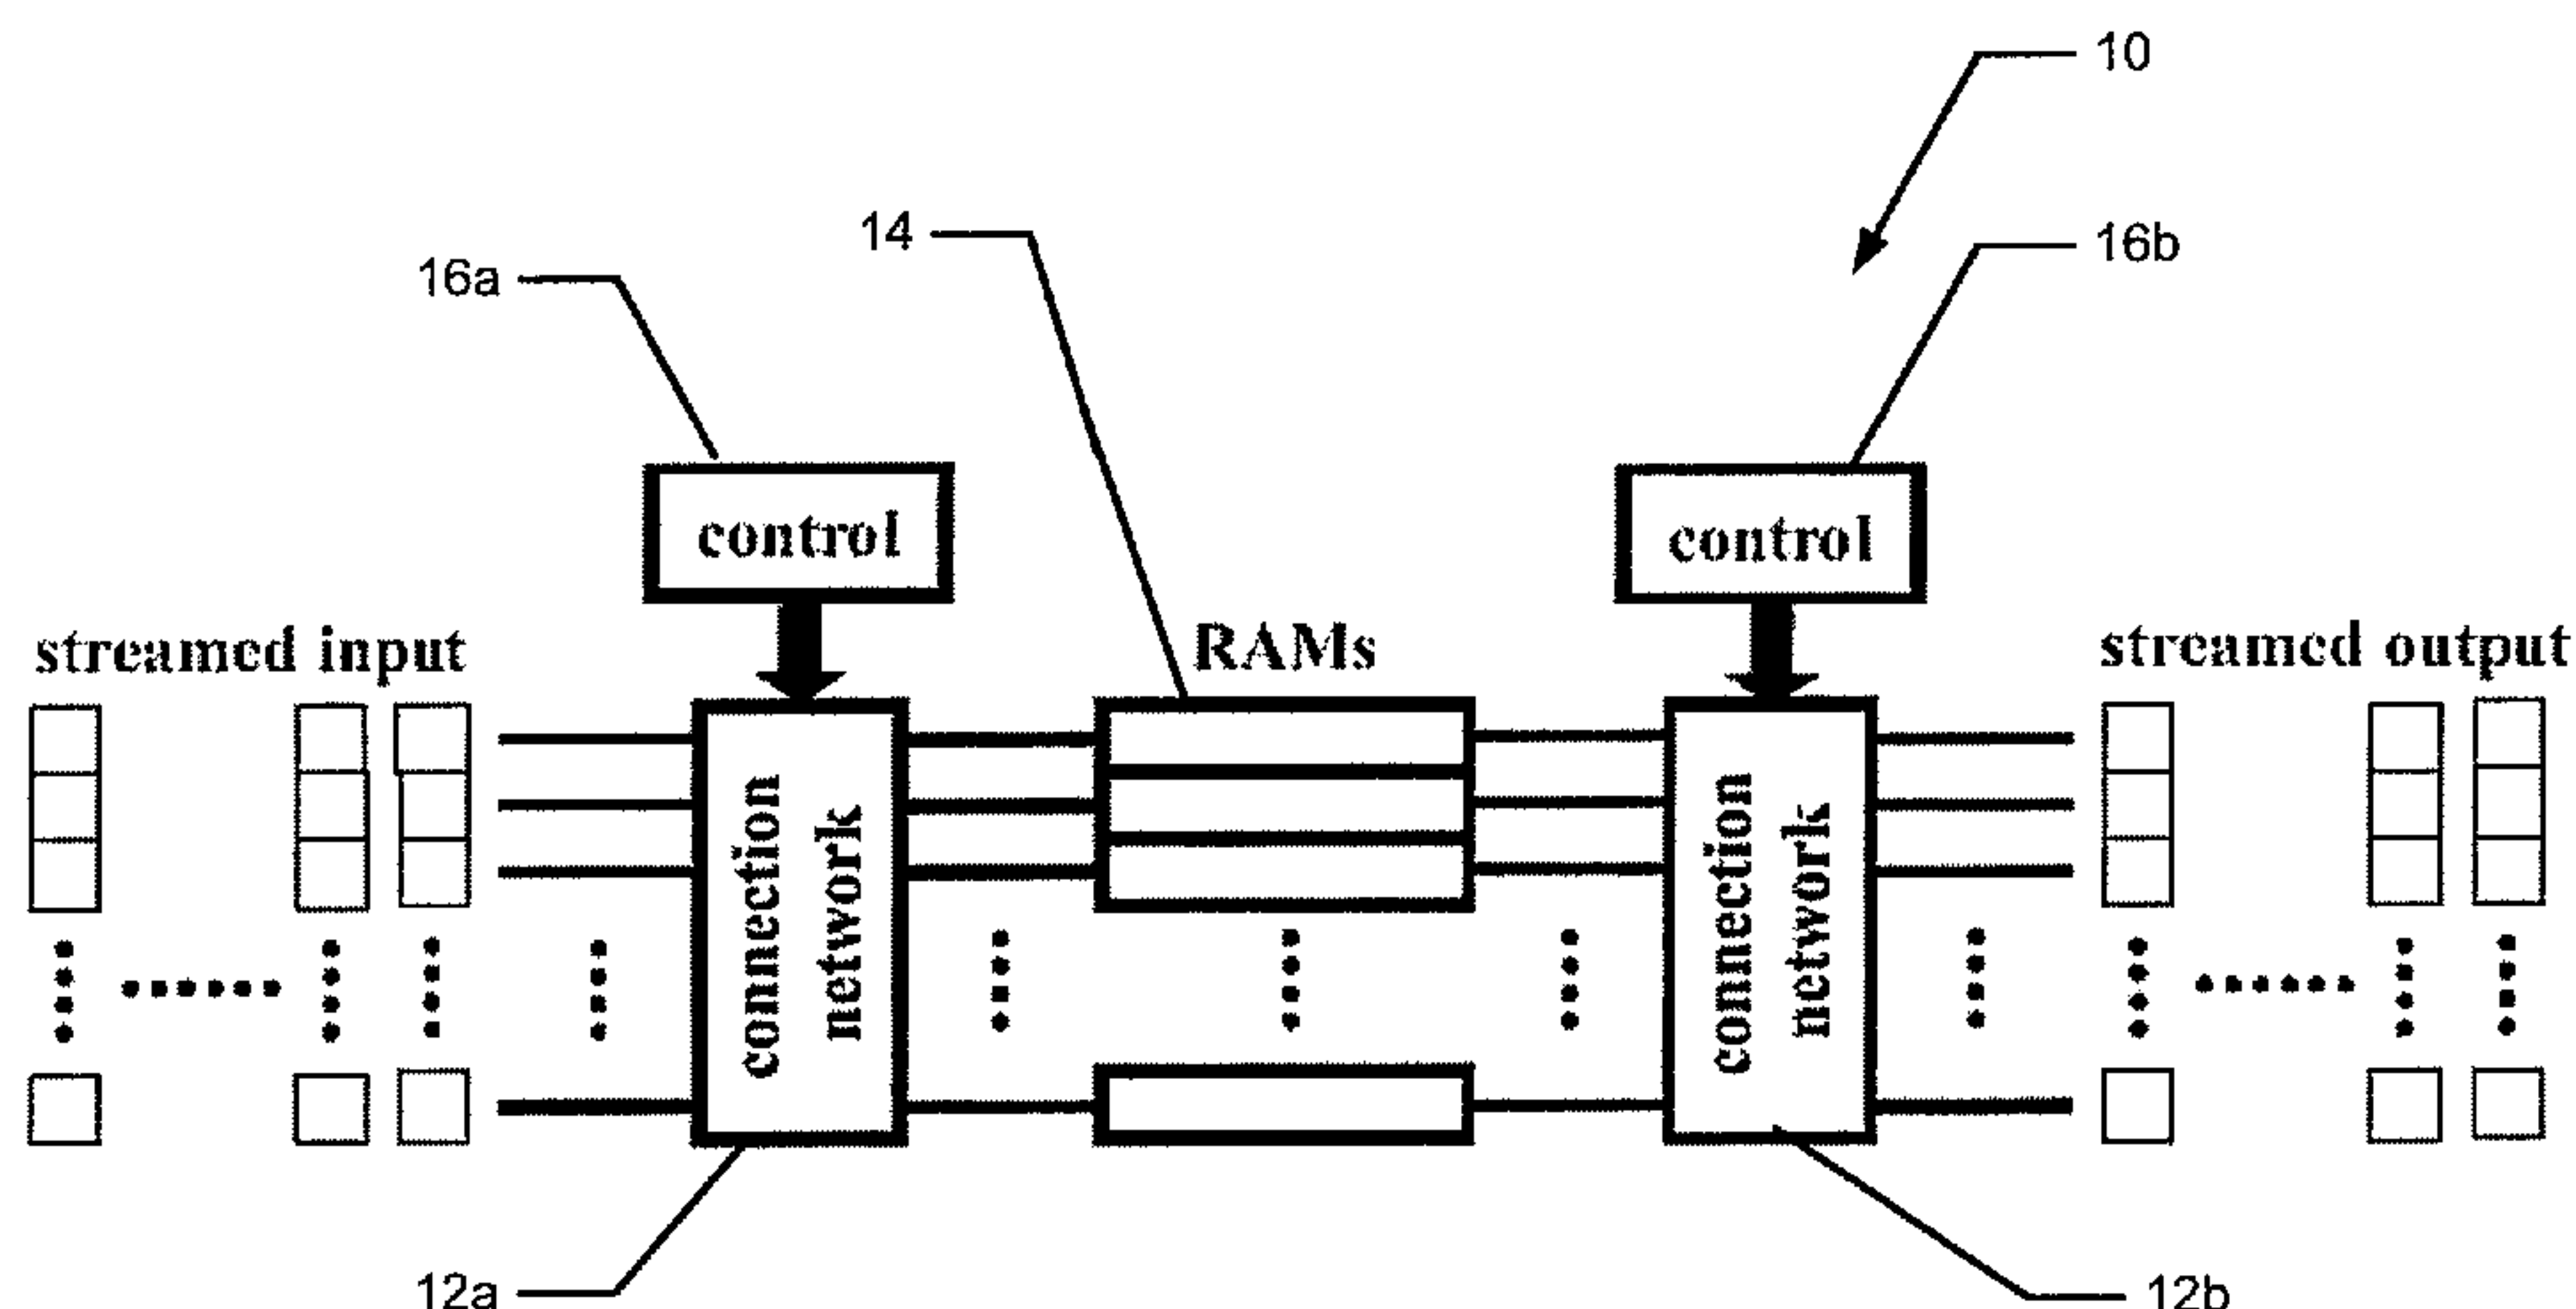 10
14
16b
16a
control
control
streamed input
RAMs
streamed output
connection
network
connection
network
12a
12b